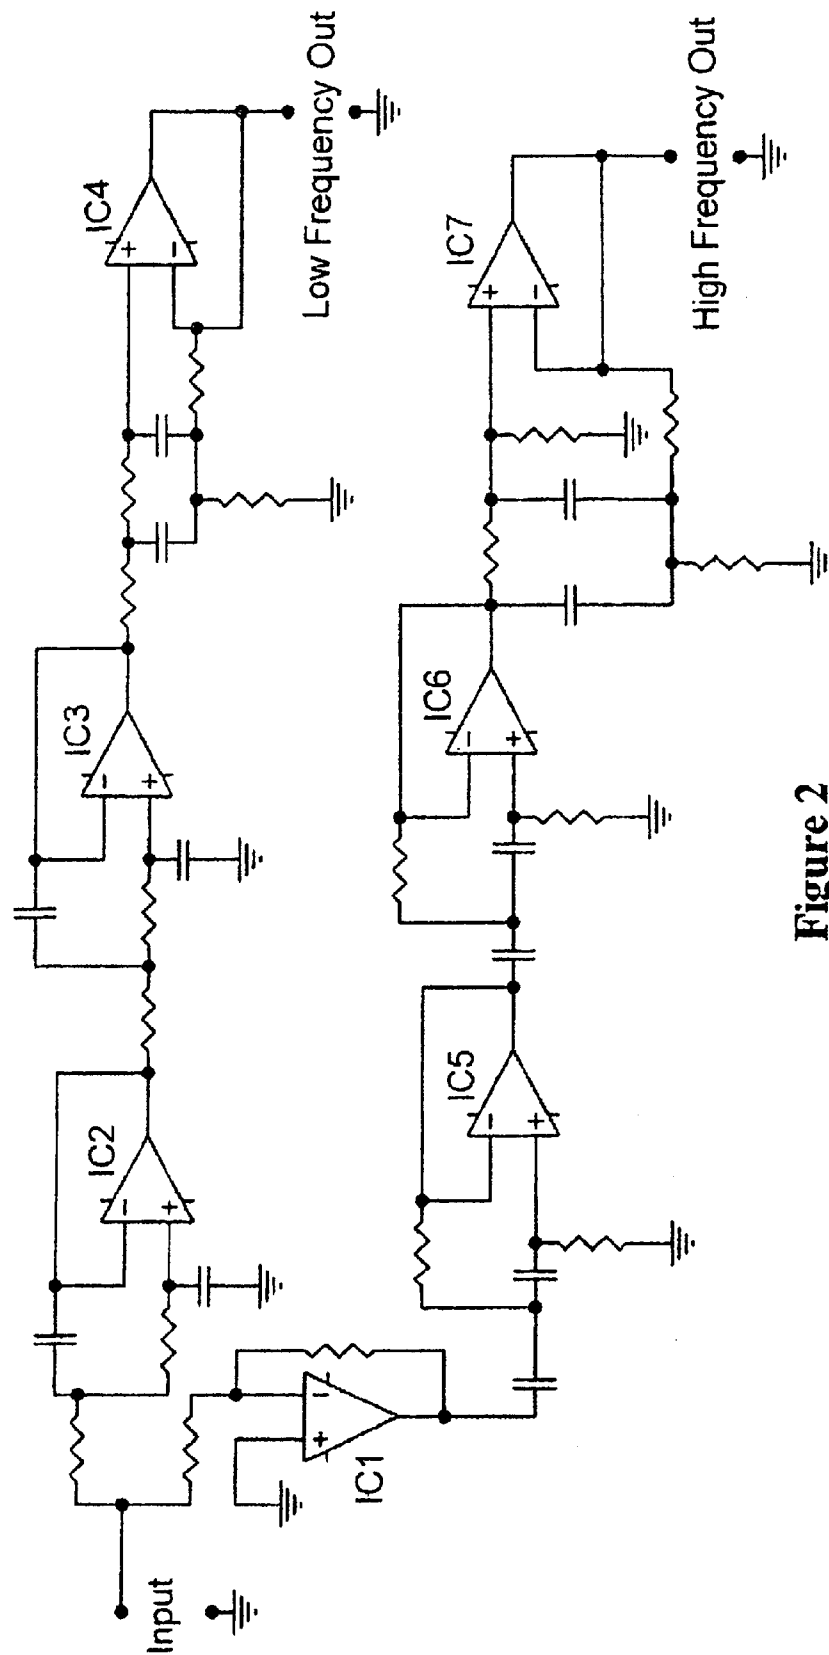 Input
IC1
IC2
IC3
IC4
Low Frequency Out
IC5
IC6
IC7
High Frequency Out
Figure 2